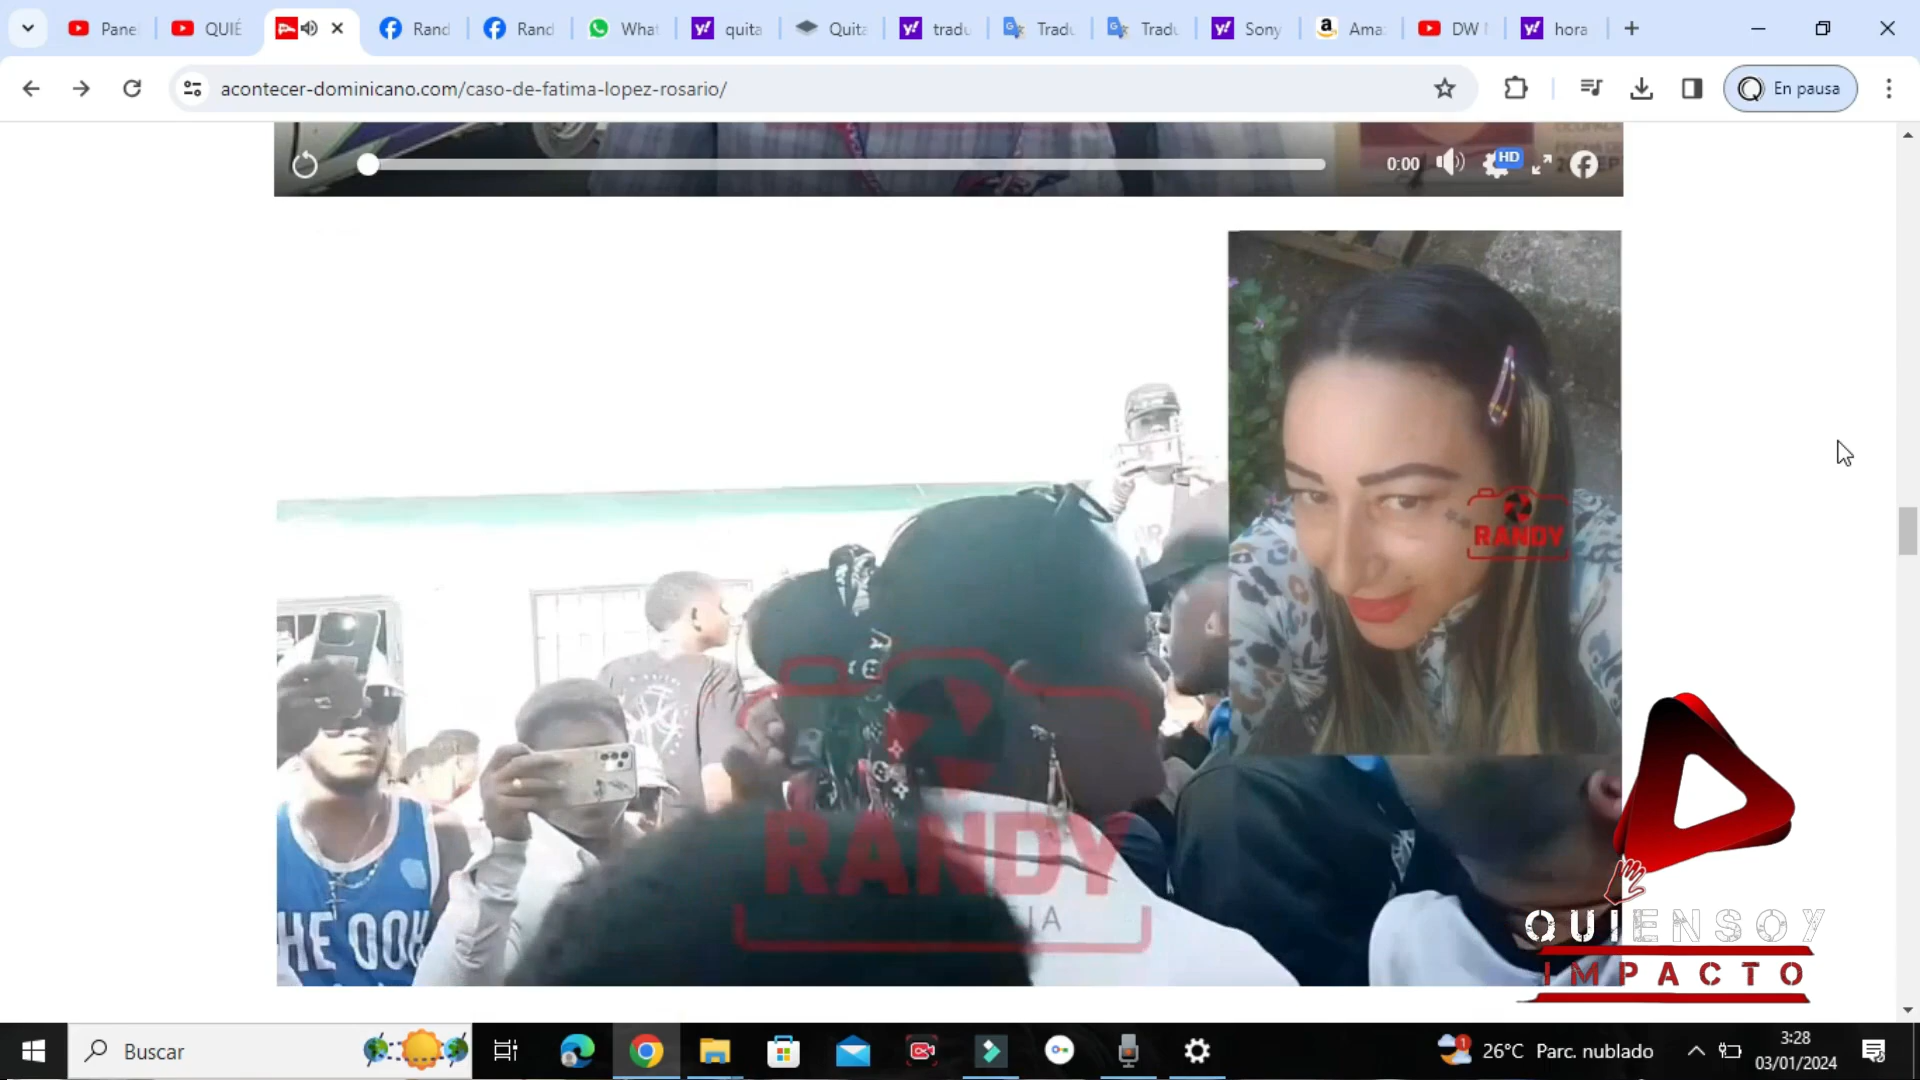 Pane
QUIÉ
Rand
Rand
What
quita
Quita
tradu
Tradu
Tradu
Sony
Ama
DW
hora
acontecer-dominicano.com/caso-de-fatima-lopez-rosario/
En pausa
0:00
HD
RANDY
RANDY
HE OOK
QUIENSOY
IMPACTO
Buscar
26°C Parc. nublado
3:28
03/01/2024